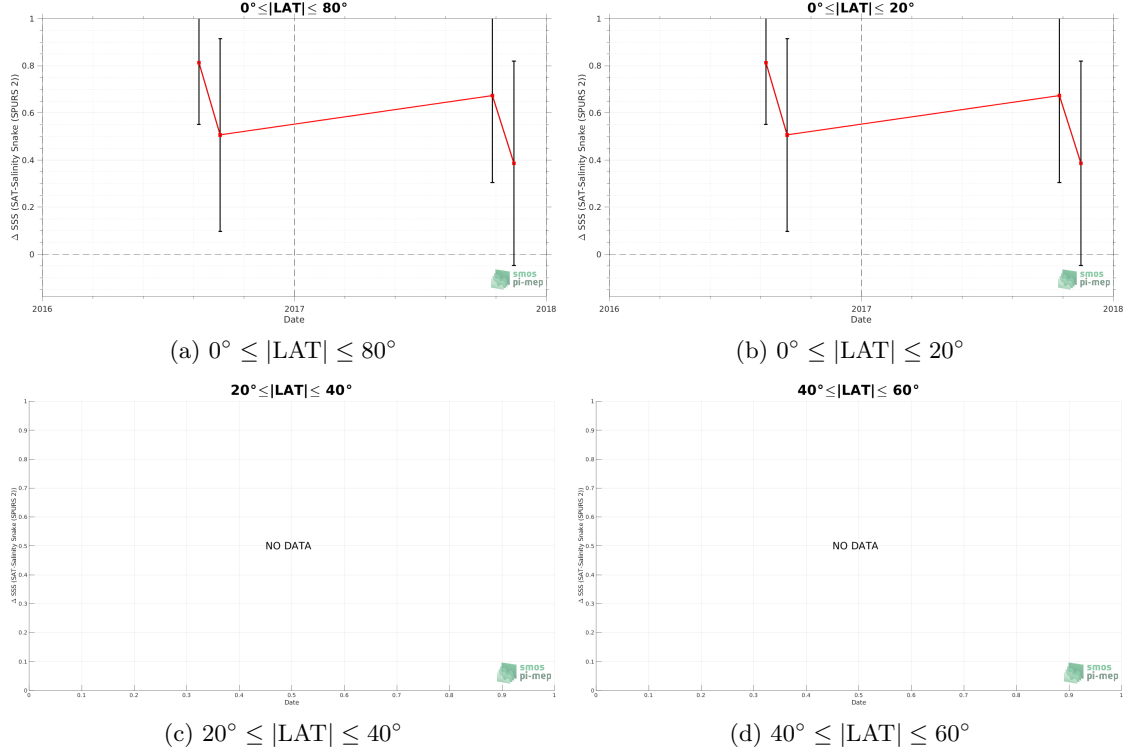 0°≤|LAT|≤ 80°
Δ SSS (SAT-Salinity Snake (SPURS 2))
1
0.8
0.6
0.4
0.2
0
2016
2017
2018
Date
smos
pi-mep
(a) 0° ≤ |LAT| ≤ 80°
0°≤|LAT|≤ 20°
Δ SSS (SAT-Salinity Snake (SPURS 2))
1
0.8
0.6
0.4
0.2
0
2016
2017
2018
Date
smos
pi-mep
(b) 0° ≤ |LAT| ≤ 20°
20°≤|LAT|≤ 40°
Δ SSS (SAT-Salinity Snake (SPURS 2))
1
0.9
0.8
0.7
0.6
0.5
0.4
0.3
0.2
0.1
0
NO DATA
0 0.1 0.2 0.3 0.4 0.5 0.6 0.7 0.8 0.9 1
Date
smos
pi-mep
(c) 20° ≤ |LAT| ≤ 40°
40°≤|LAT|≤ 60°
Δ SSS (SAT-Salinity Snake (SPURS 2))
1
0.9
0.8
0.7
0.6
0.5
0.4
0.3
0.2
0.1
0
NO DATA
0 0.1 0.2 0.3 0.4 0.5 0.6 0.7 0.8 0.9 1
Date
smos
pi-mep
(d) 40° ≤ |LAT| ≤ 60°